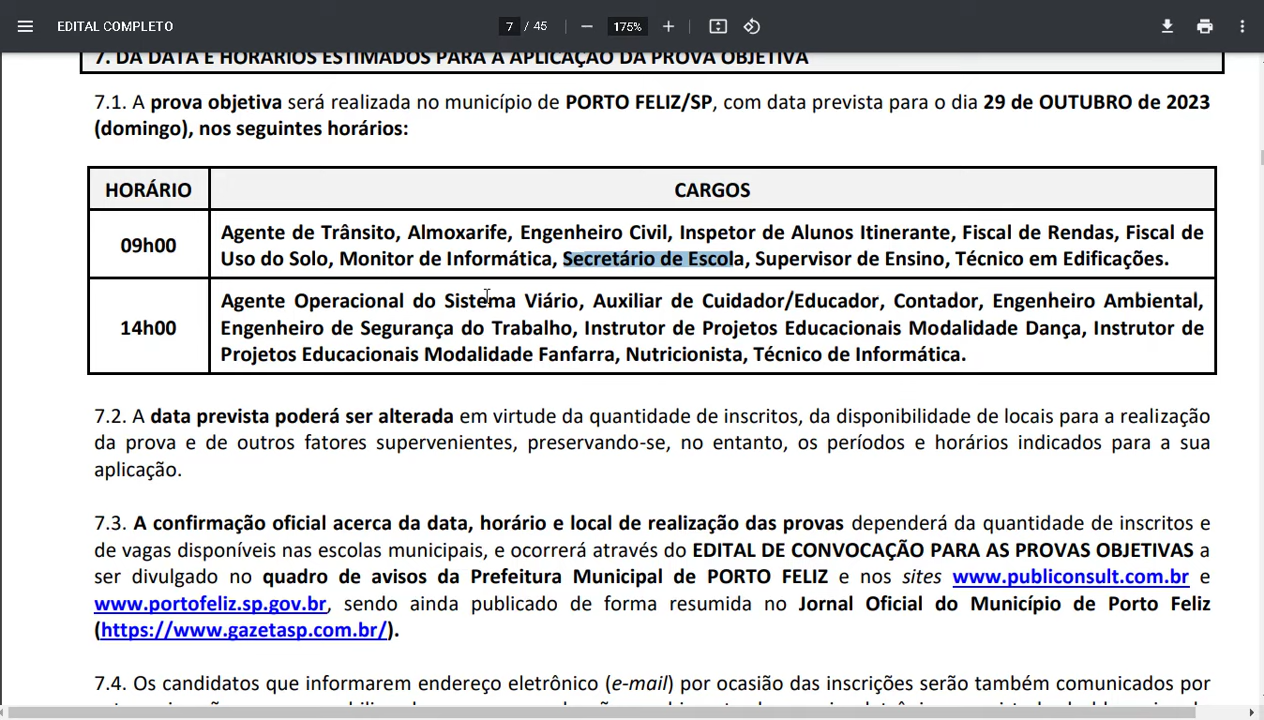 EDITAL COMPLETO
7 / 45
175%
7. DA DATA E HORÁRIOS ESTIMADOS PARA A APLICAÇÃO DA PROVA OBJETIVA
7.1. A prova objetiva será realizada no município de PORTO FELIZ/SP, com data prevista para o dia 29 de OUTUBRO de 2023
(domingo), nos seguintes horários:
HORÁRIO
CARGOS
09h00
Agente de Trânsito, Almoxarife, Engenheiro Civil, Inspetor de Alunos Itinerante, Fiscal de Rendas, Fiscal de
Uso do Solo, Monitor de Informática, Secretário de Escola, Supervisor de Ensino, Técnico em Edificações.
14h00
Agente Operacional do Sistema Viário, Auxiliar de Cuidador/Educador, Contador, Engenheiro Ambiental,
Engenheiro de Segurança do Trabalho, Instrutor de Projetos Educacionais Modalidade Dança, Instrutor de
Projetos Educacionais Modalidade Fanfarra, Nutricionista, Técnico de Informática.
7.2. A data prevista poderá ser alterada em virtude da quantidade de inscritos, da disponibilidade de locais para a realização
da prova e de outros fatores supervenientes, preservando-se, no entanto, os períodos e horários indicados para a sua
aplicação.
7.3. A confirmação oficial acerca da data, horário e local de realização das provas dependerá da quantidade de inscritos e
de vagas disponíveis nas escolas municipais, e ocorrerá através do EDITAL DE CONVOCAÇÃO PARA AS PROVAS OBJETIVAS a
ser divulgado no quadro de avisos da Prefeitura Municipal de PORTO FELIZ e nos sites www.publiconsult.com.br e
www.portofeliz.sp.gov.br, sendo ainda publicado de forma resumida no Jornal Oficial do Município de Porto Feliz
(https://www.gazetasp.com.br/).
7.4. Os candidatos que informarem endereço eletrônico (e-mail) por ocasião das inscrições serão também comunicados por